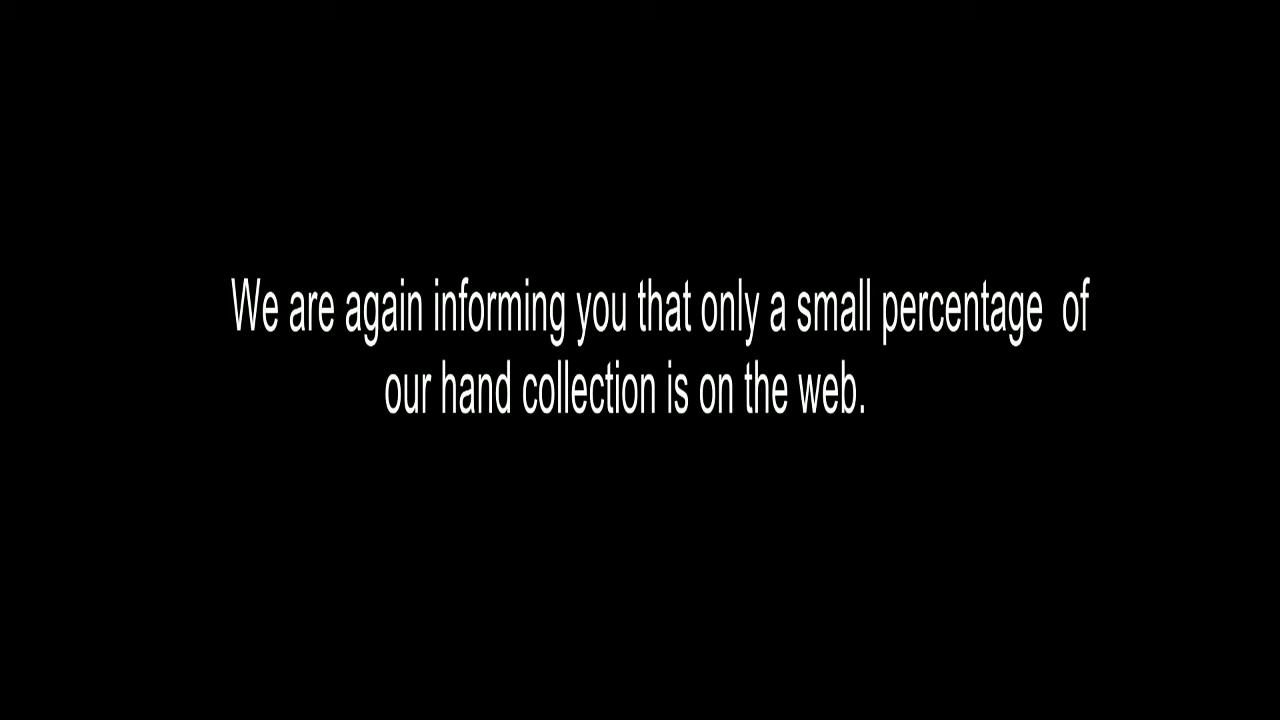 We are again informing you that only a small percentage of
our hand collection is on the web.